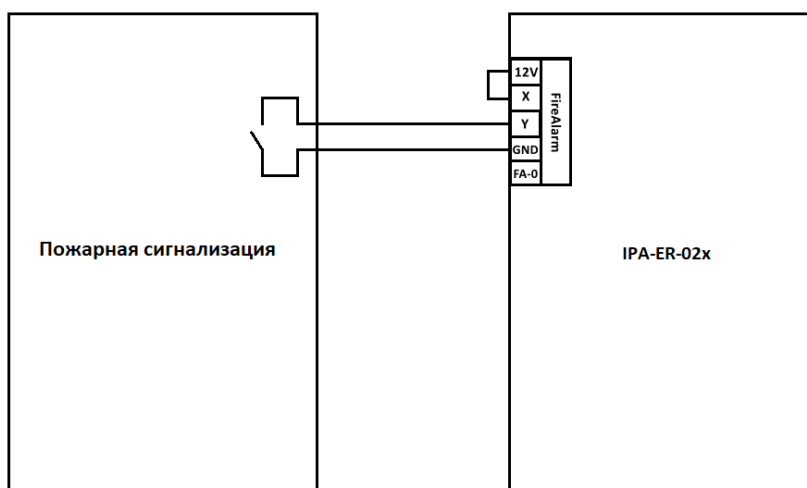 12V
X
Y
GND
FA-0
FireAlarm
Пожарная сигнализация
IPA-ER-02x